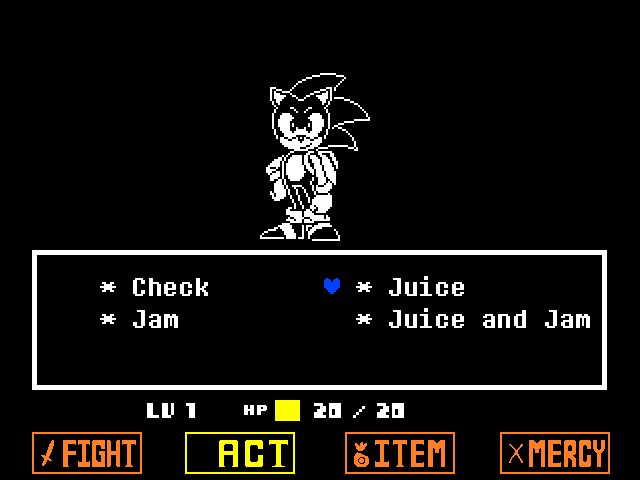 * Check * Juice
* Jam * Juice and Jam
LV 1 HP 20 / 20
FIGHT ACT ITEM MERCY